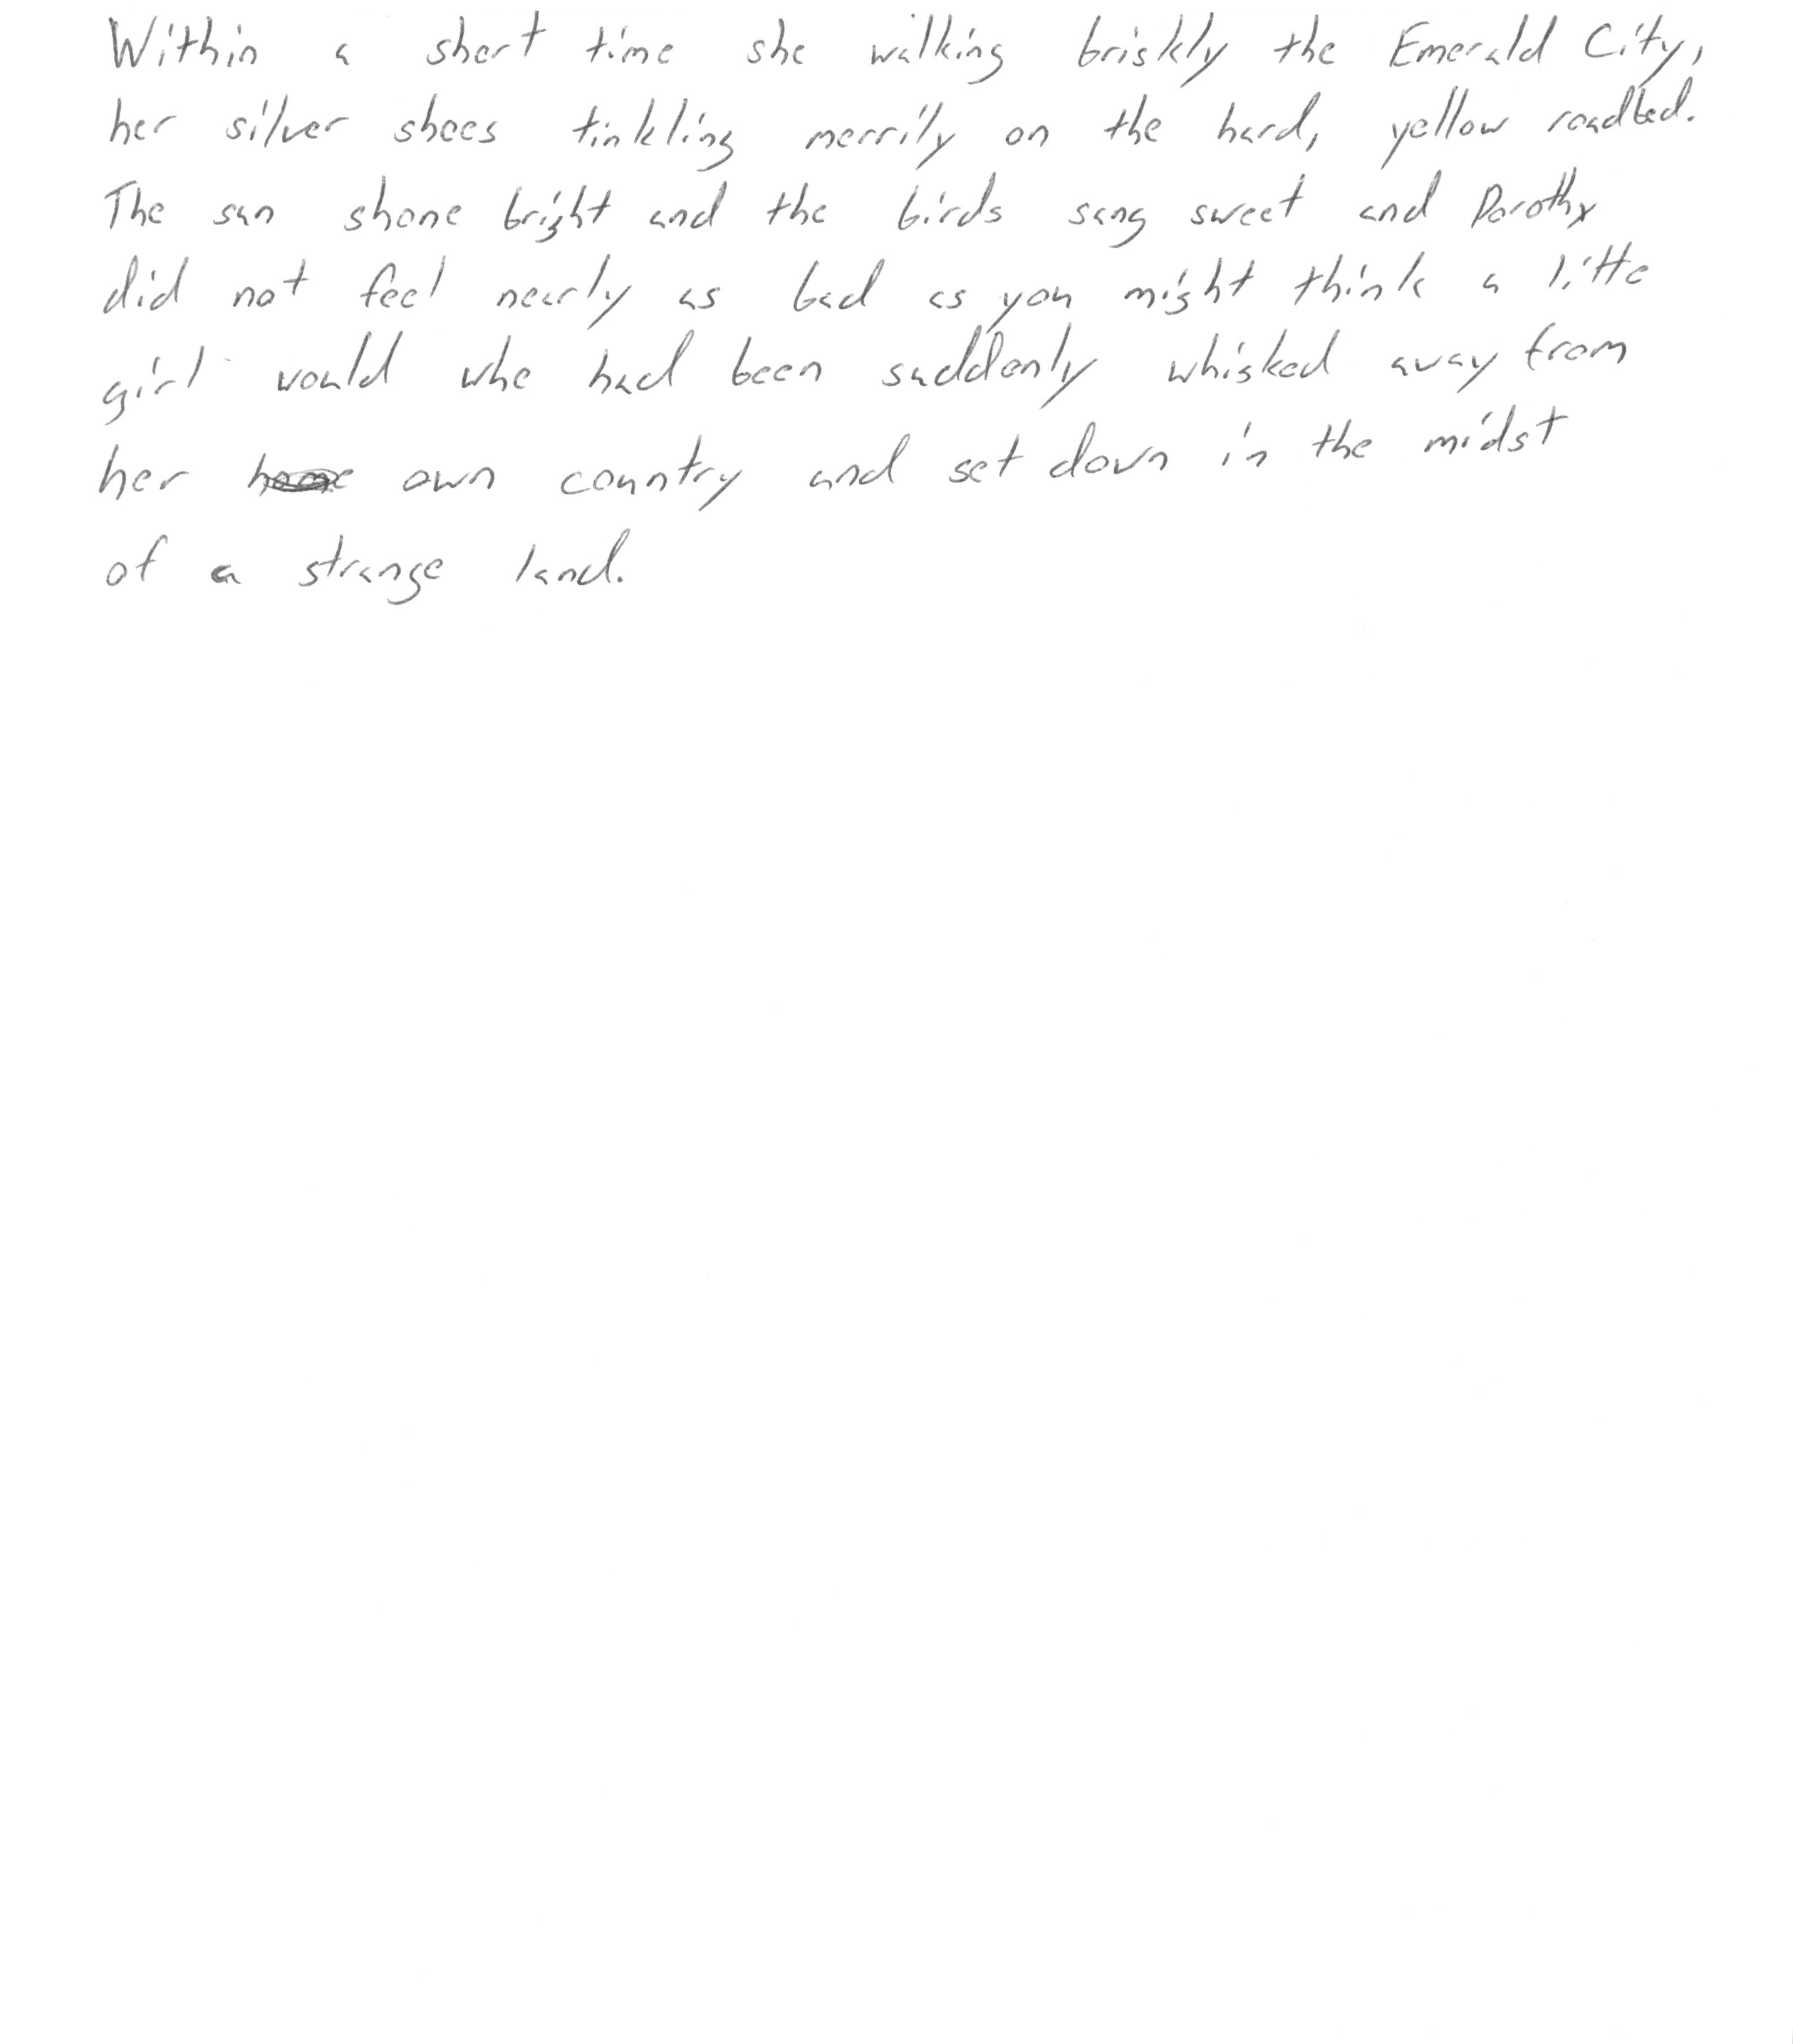 Within a short time she walking briskly the Emerald City,
her silver shoes tinkling merrily on the hard, yellow roadbed.
The sun shone bright and the birds sang sweet and Dorothy
did not feel nearly as bad as you might think a little
girl would who had been suddenly whisked away from
her own country and set down in the midst
of a strange land.